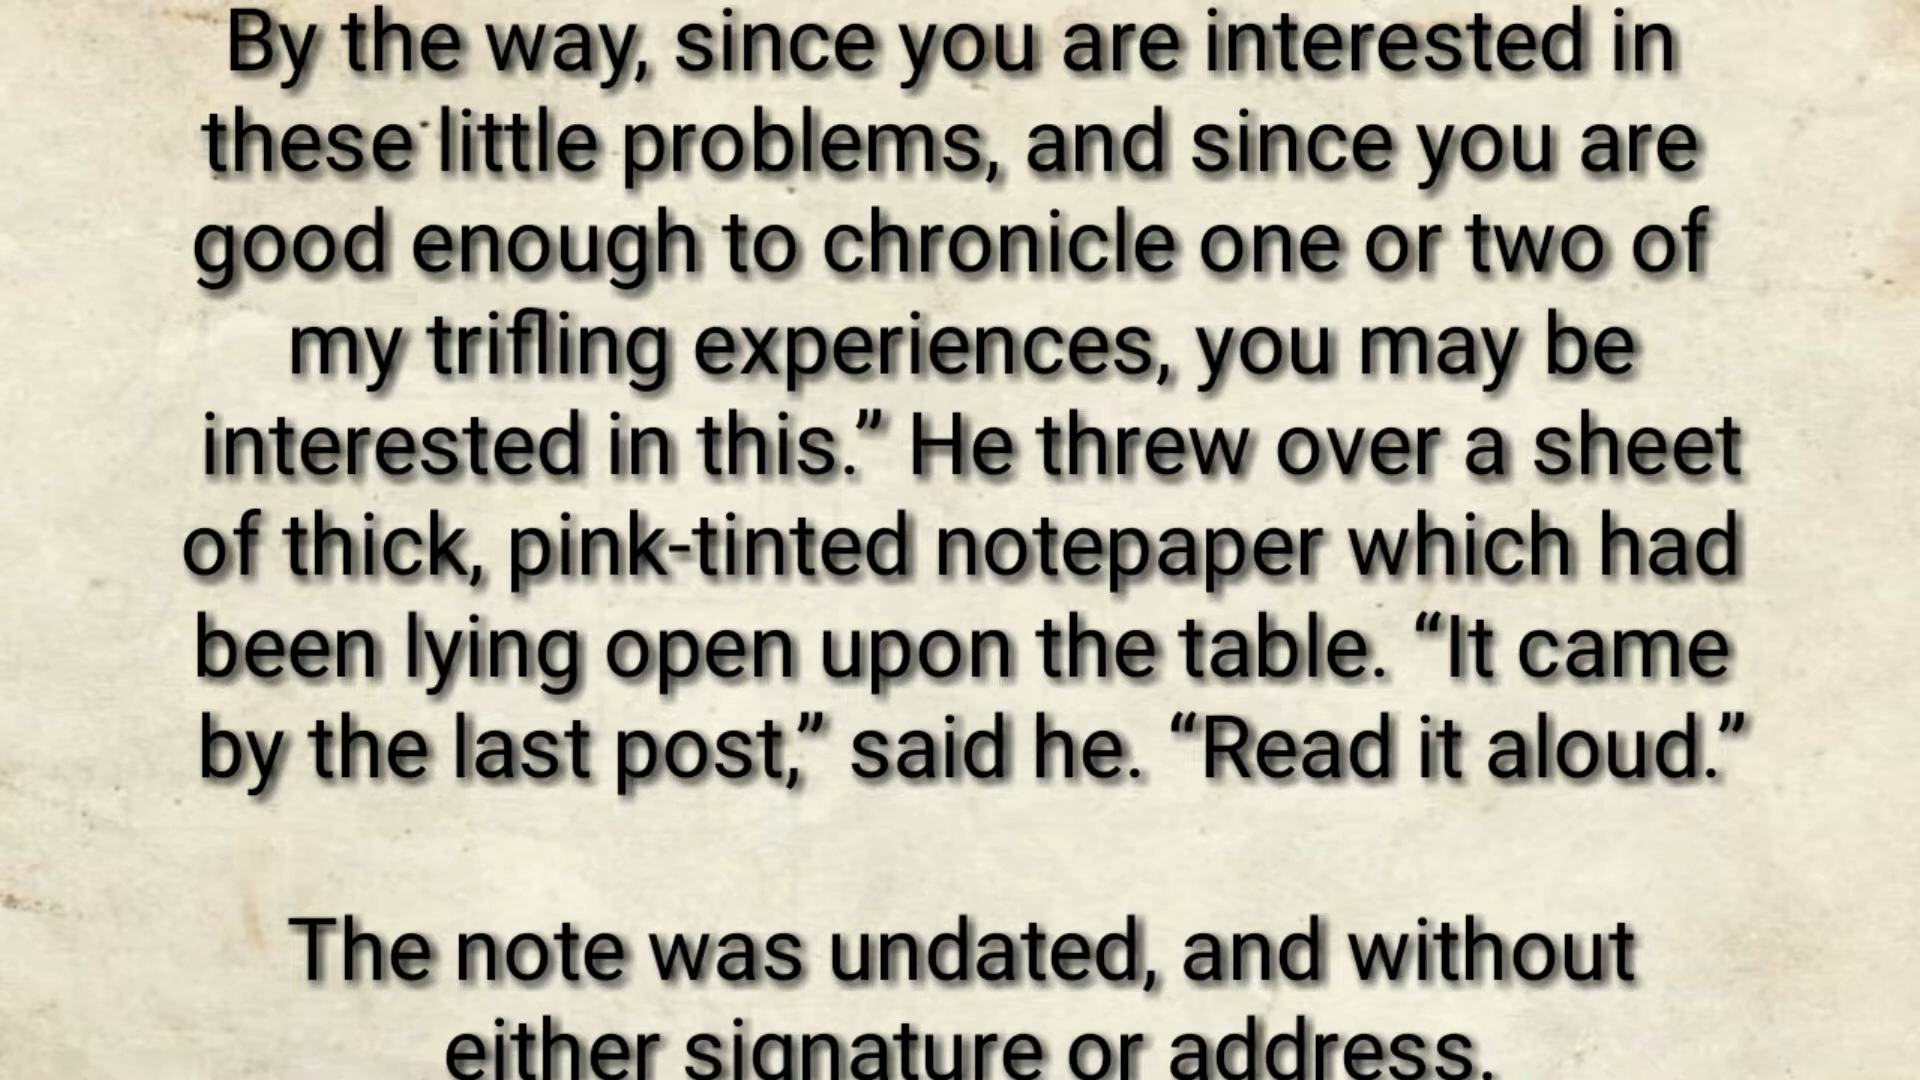 By the way, since you are interested in
these little problems, and since you are
good enough to chronicle one or two of
my trifling experiences, you may be
interested in this.” He threw over a sheet
of thick, pink-tinted notepaper which had
been lying open upon the table. “It came
by the last post,” said he. “Read it aloud.”
The note was undated, and without
either signature or address.